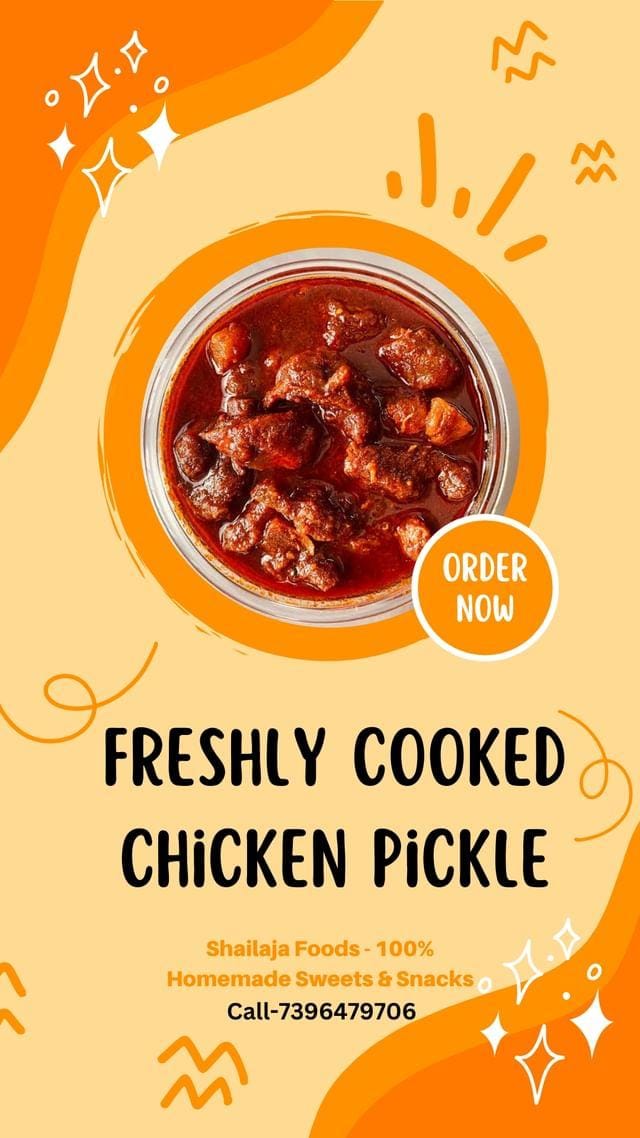 ORDER
NOW
FRESHLY COOKED
CHiCKEN PiCKLE
Shailaja Foods - 100%
Homemade Sweets & Snacks
Call-7396479706